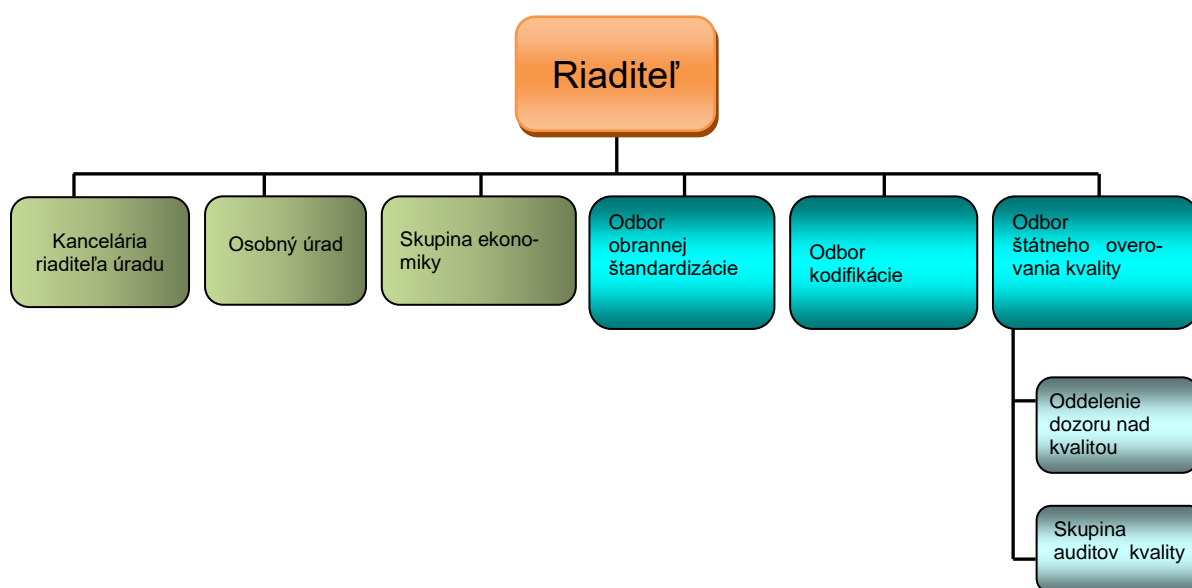 Riaditeľ
Kancelária
riaditeľa úradu
Osobný úrad
Skupina ekono-
miky
Odbor
obrannej
štandardizácie
Odbor
kodifikácie
Odbor
štátneho overo-
vania kvality
Oddelenie
dozoru nad
kvalitou
Skupina
auditov kvality